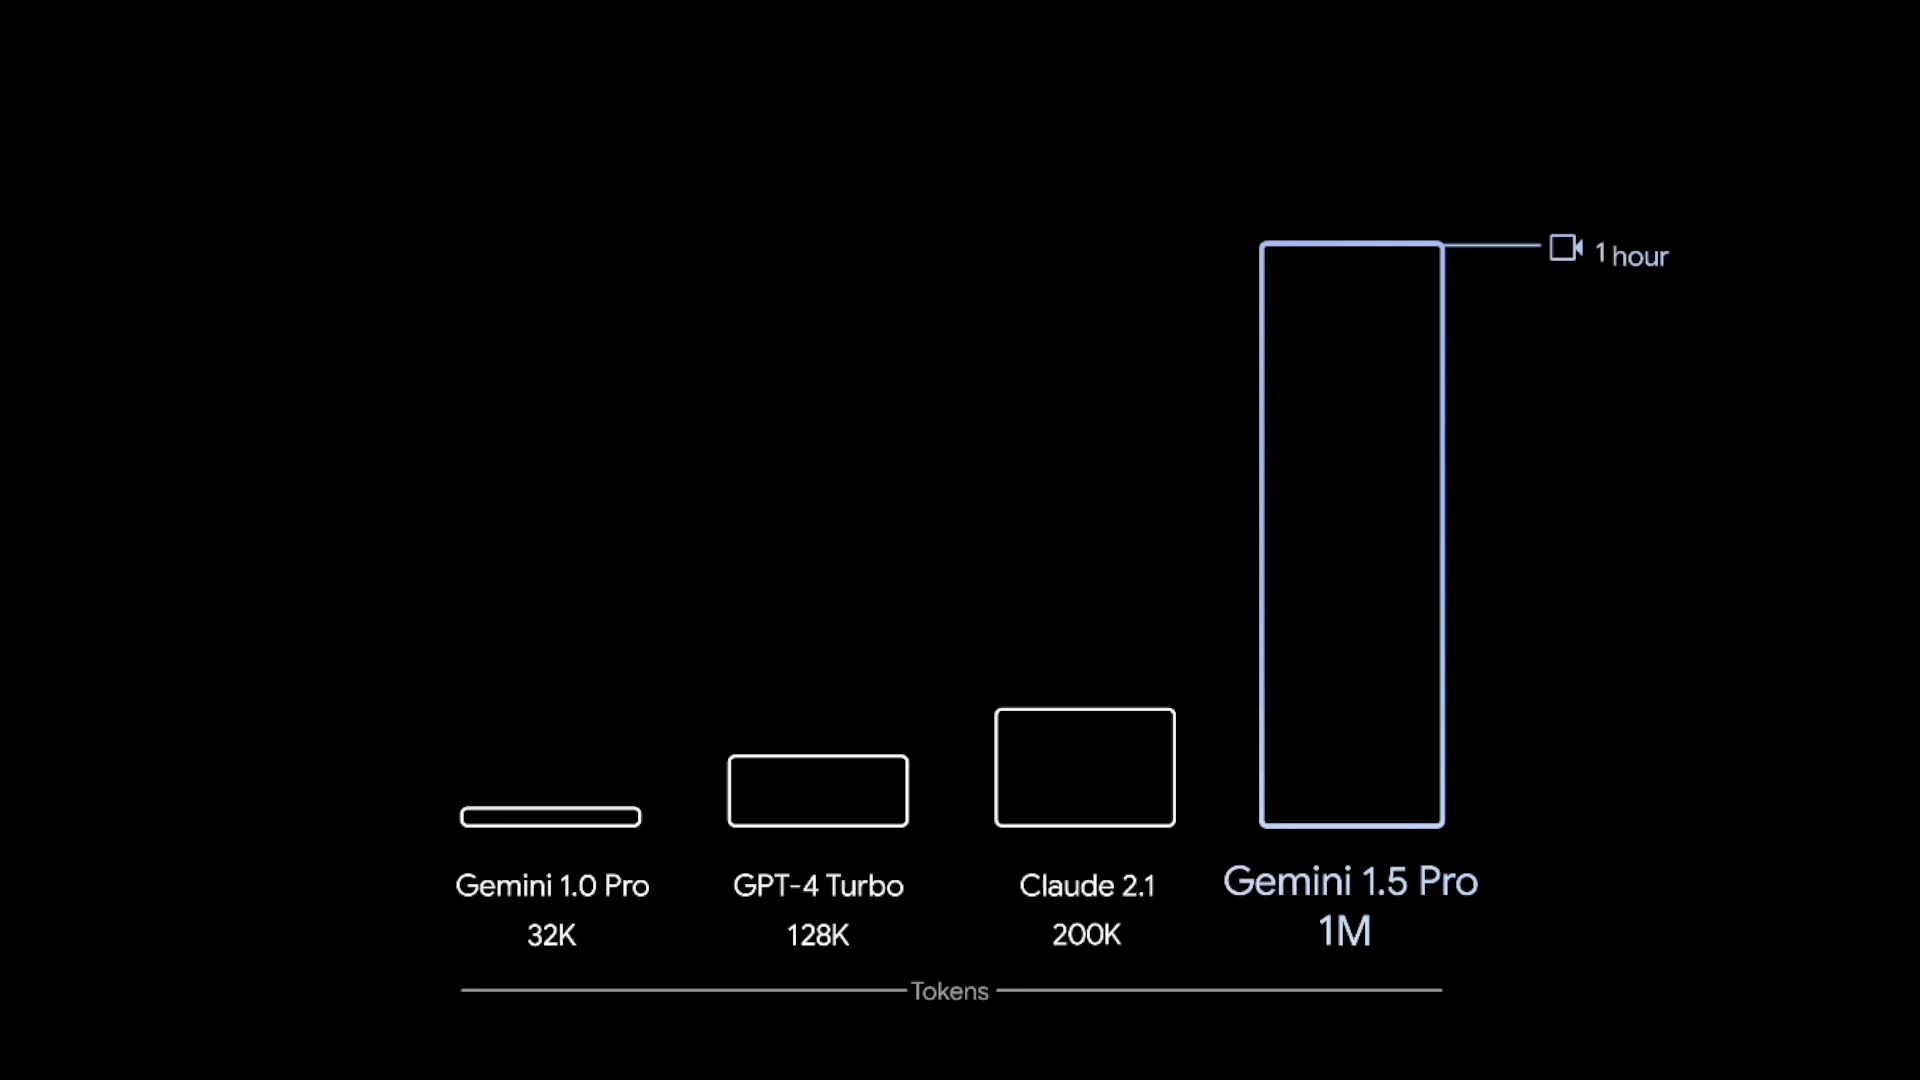 1 hour
Gemini 1.0 Pro
32K
GPT-4 Turbo
128K
Claude 2.1
200K
Gemini 1.5 Pro
1M
Tokens